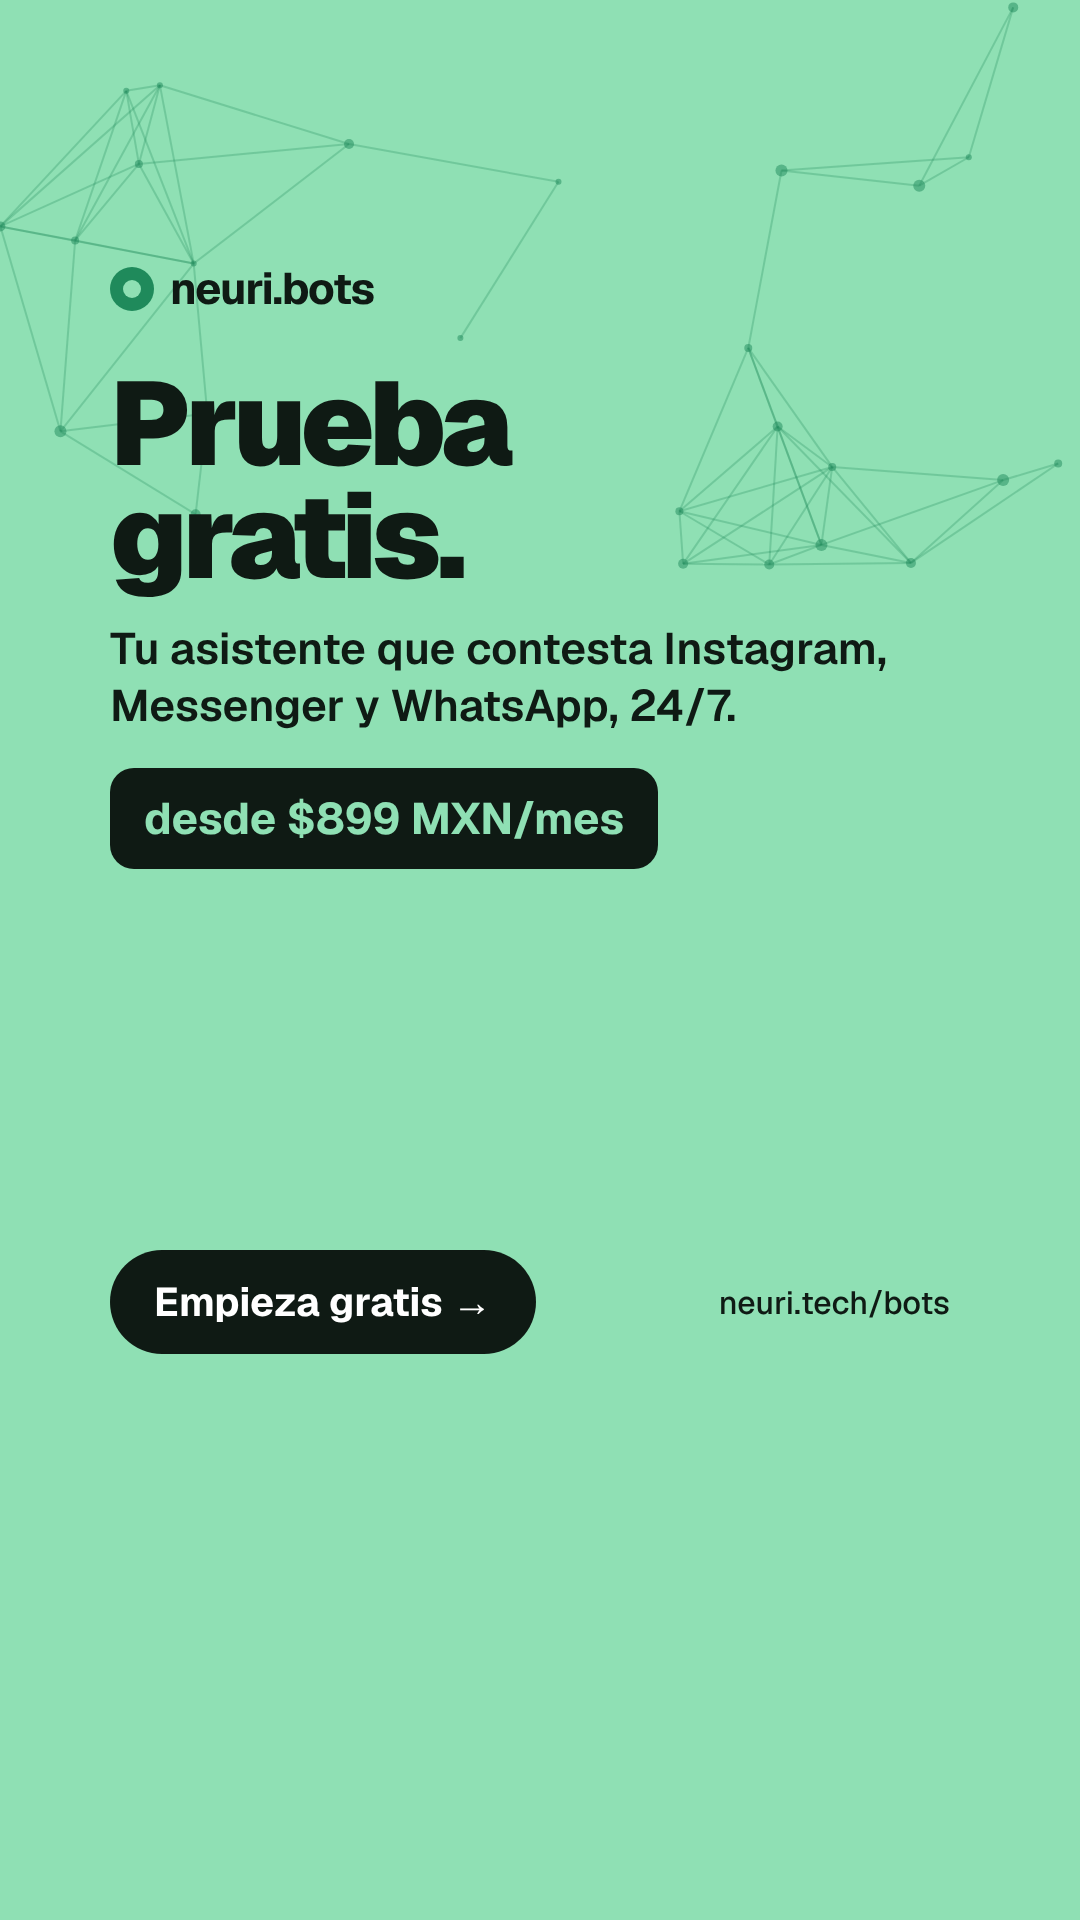 neuri.bots
Prueba
gratis.
Tu asistente que contesta Instagram,
Messenger y WhatsApp, 24/7.
desde $899 MXN/mes
Empieza gratis →
neuri.tech/bots